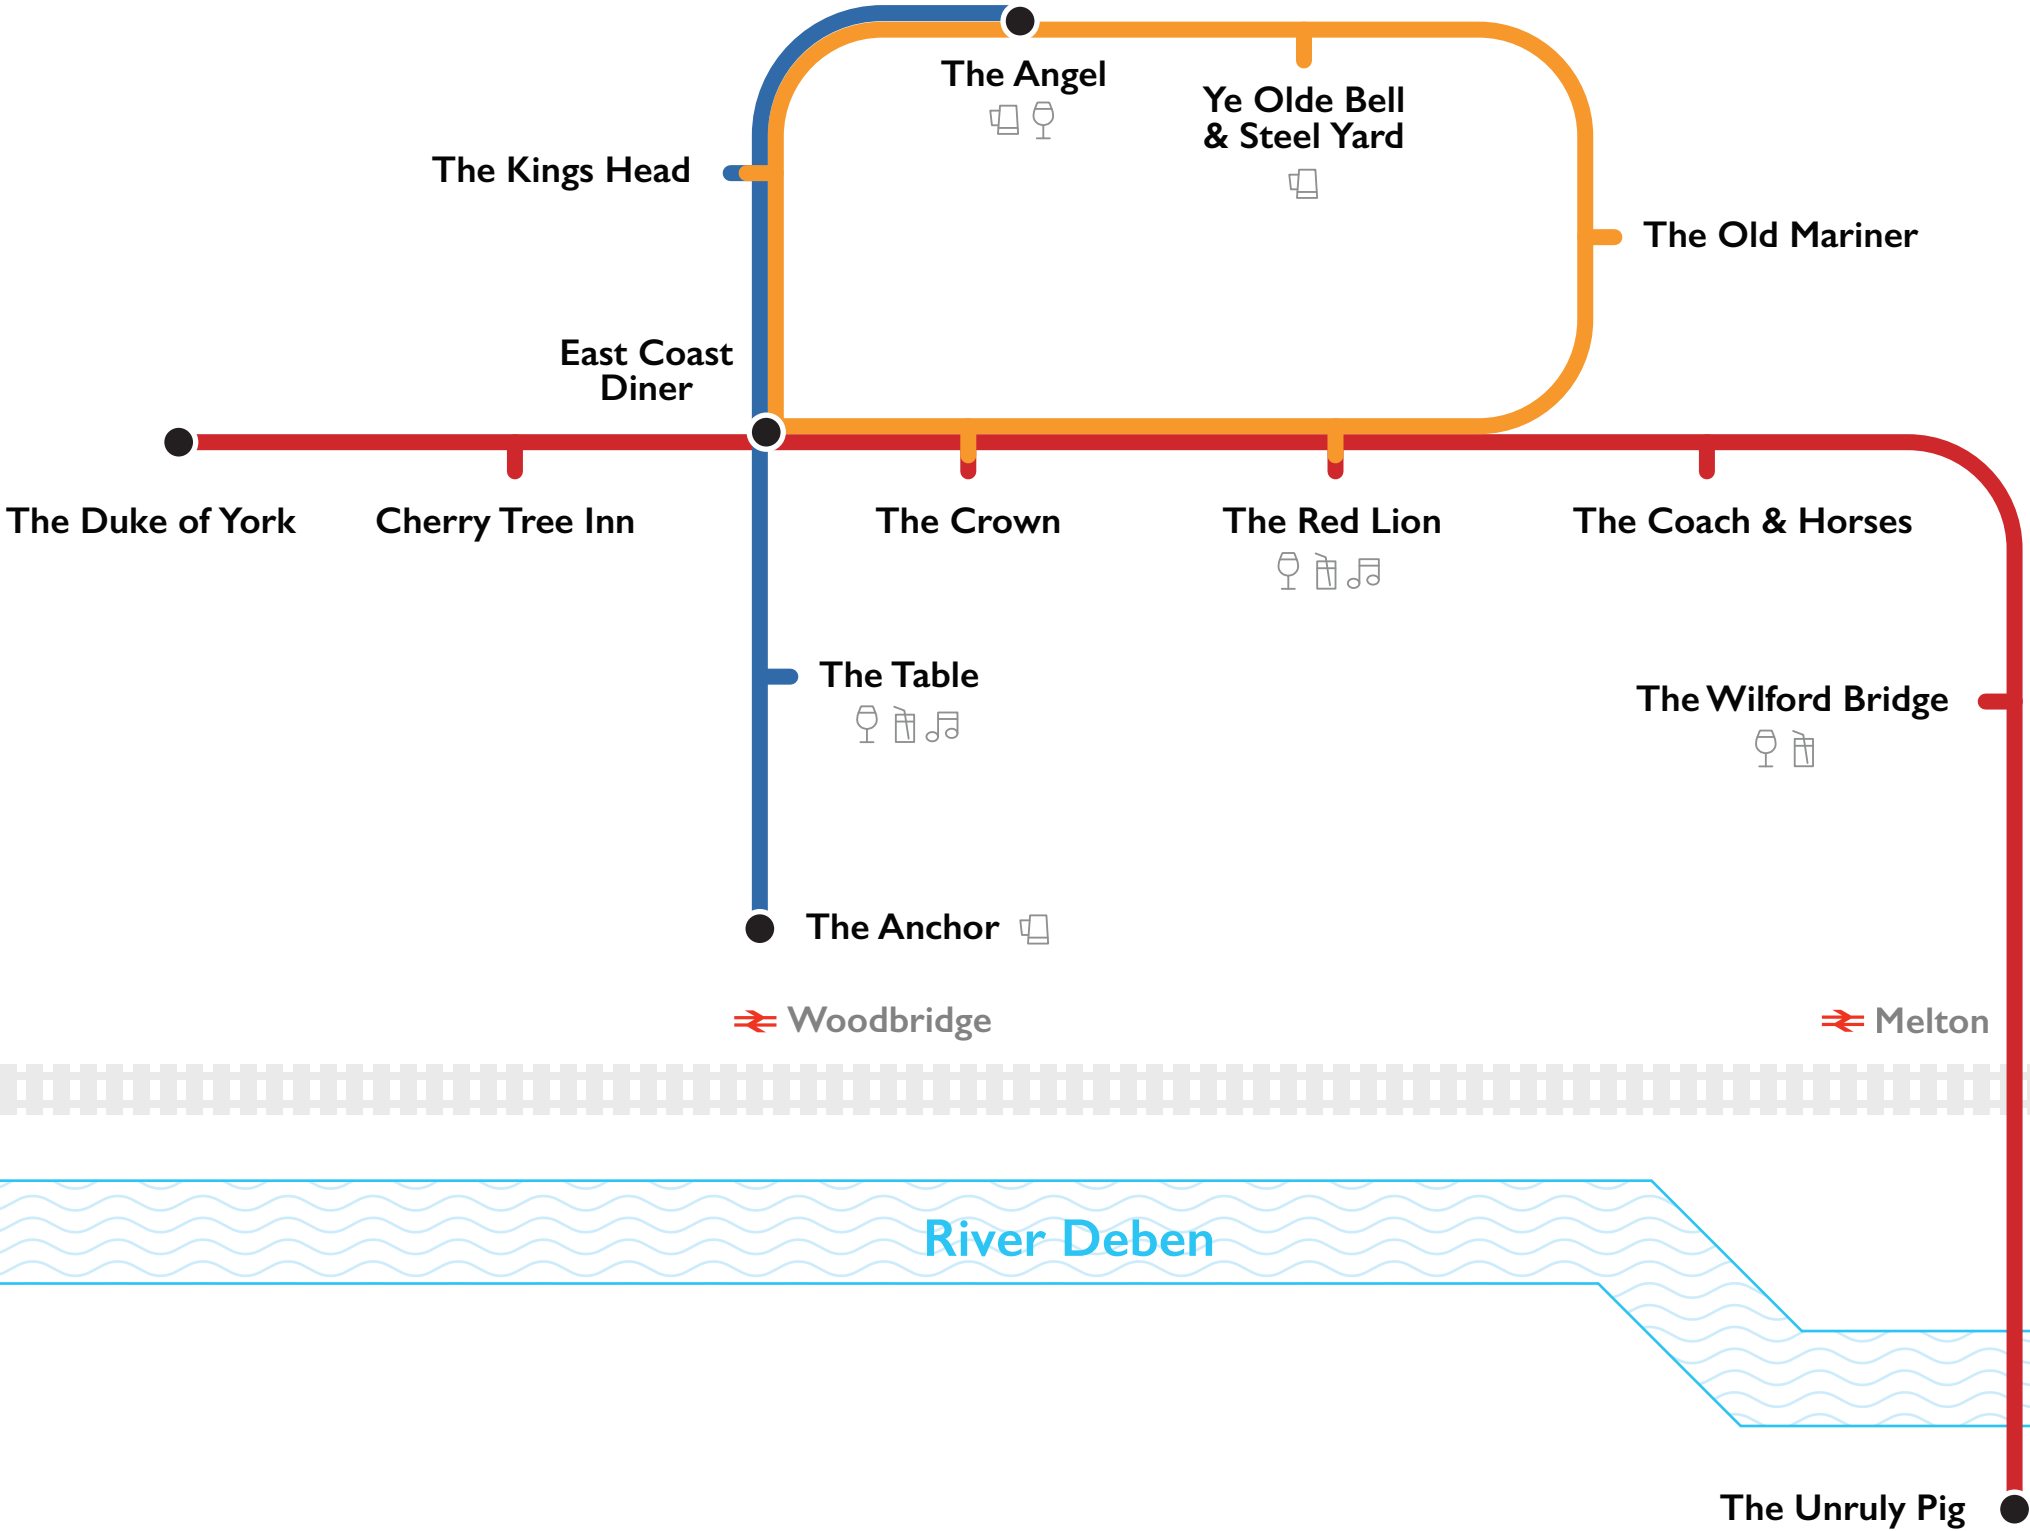 The Angel
Ye Olde Bell
& Steel Yard
The Kings Head
The Old Mariner
East Coast
Diner
The Duke of York
Cherry Tree Inn
The Crown
The Red Lion
The Coach & Horses
The Table
The Wilford Bridge
The Anchor
Woodbridge
Melton
River Deben
The Unruly Pig